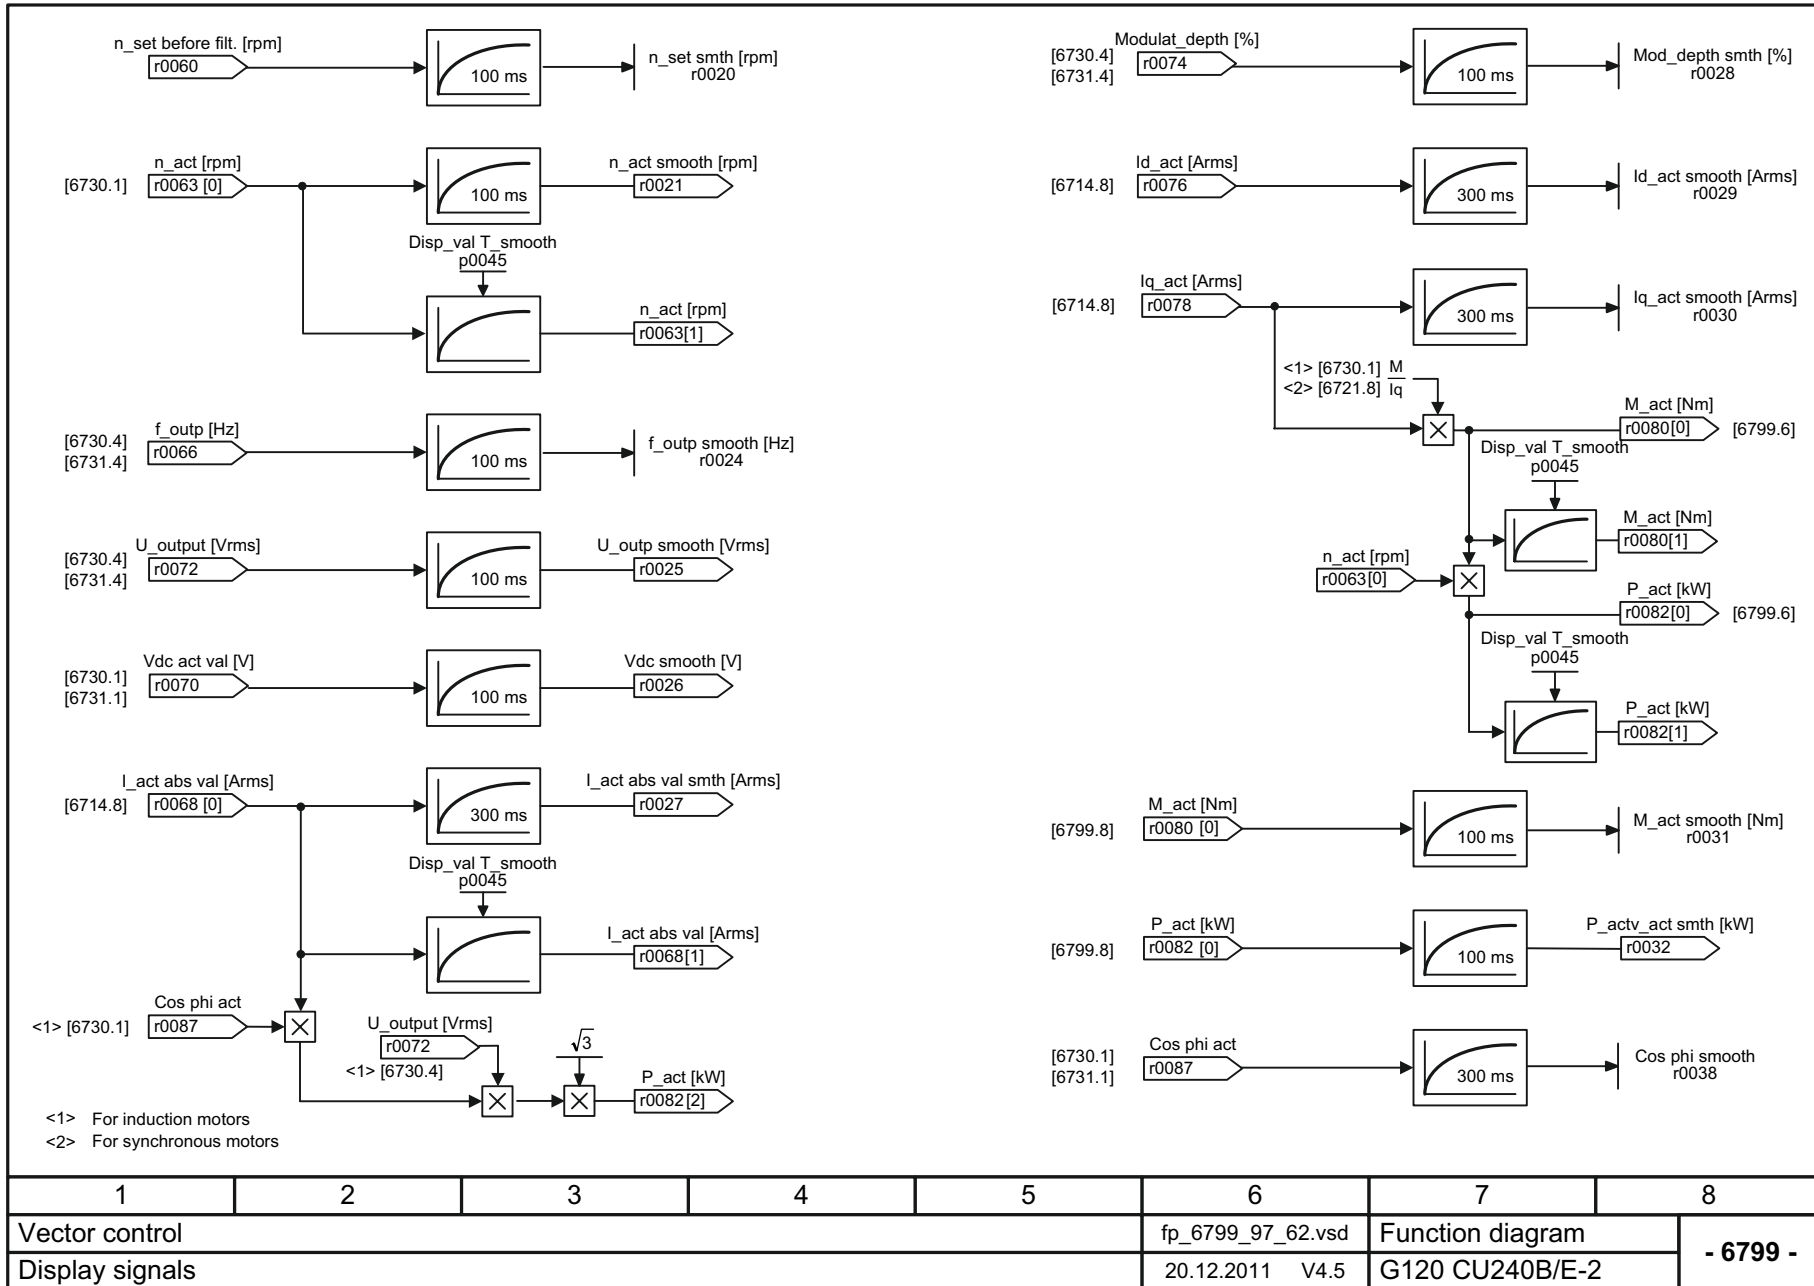 n_set before filt. [rpm]
r0060
100 ms
n_set smth [rpm]
r0020
[6730.1]
n_act [rpm]
r0063 [0]
100 ms
n_act smooth [rpm]
r0021
Disp_val T_smooth
p0045
n_act [rpm]
r0063[1]
[6730.4]
[6731.4]
f_outp [Hz]
r0066
100 ms
f_outp smooth [Hz]
r0024
[6730.4]
[6731.4]
U_output [Vrms]
r0072
100 ms
U_outp smooth [Vrms]
r0025
[6730.1]
[6731.1]
Vdc act val [V]
r0070
100 ms
Vdc smooth [V]
r0026
[6714.8]
I_act abs val [Arms]
r0068 [0]
300 ms
I_act abs val smth [Arms]
r0027
Disp_val T_smooth
p0045
I_act abs val [Arms]
r0068[1]
<1> [6730.1]
Cos phi act
r0087
U_output [Vrms]
r0072
<1> [6730.4]
√3
P_act [kW]
r0082[2]
<1> For induction motors
<2> For synchronous motors
[6730.4]
[6731.4]
Modulat_depth [%]
r0074
100 ms
Mod_depth smth [%]
r0028
[6714.8]
Id_act [Arms]
r0076
300 ms
Id_act smooth [Arms]
r0029
[6714.8]
Iq_act [Arms]
r0078
300 ms
Iq_act smooth [Arms]
r0030
<1> [6730.1] M
<2> [6721.8] Iq
M_act [Nm]
r0080[0] [6799.6]
Disp_val T_smooth
p0045
M_act [Nm]
r0080[1]
n_act [rpm]
r0063[0]
P_act [kW]
r0082[0] [6799.6]
Disp_val T_smooth
p0045
P_act [kW]
r0082[1]
[6799.8]
M_act [Nm]
r0080 [0]
100 ms
M_act smooth [Nm]
r0031
[6799.8]
P_act [kW]
r0082 [0]
100 ms
P_actv_act smth [kW]
r0032
[6730.1]
[6731.1]
Cos phi act
r0087
300 ms
Cos phi smooth
r0038
1 2 3 4 5 6 7 8
Vector control fp_6799_97_62.vsd Function diagram - 6799 -
Display signals 20.12.2011 V4.5 G120 CU240B/E-2